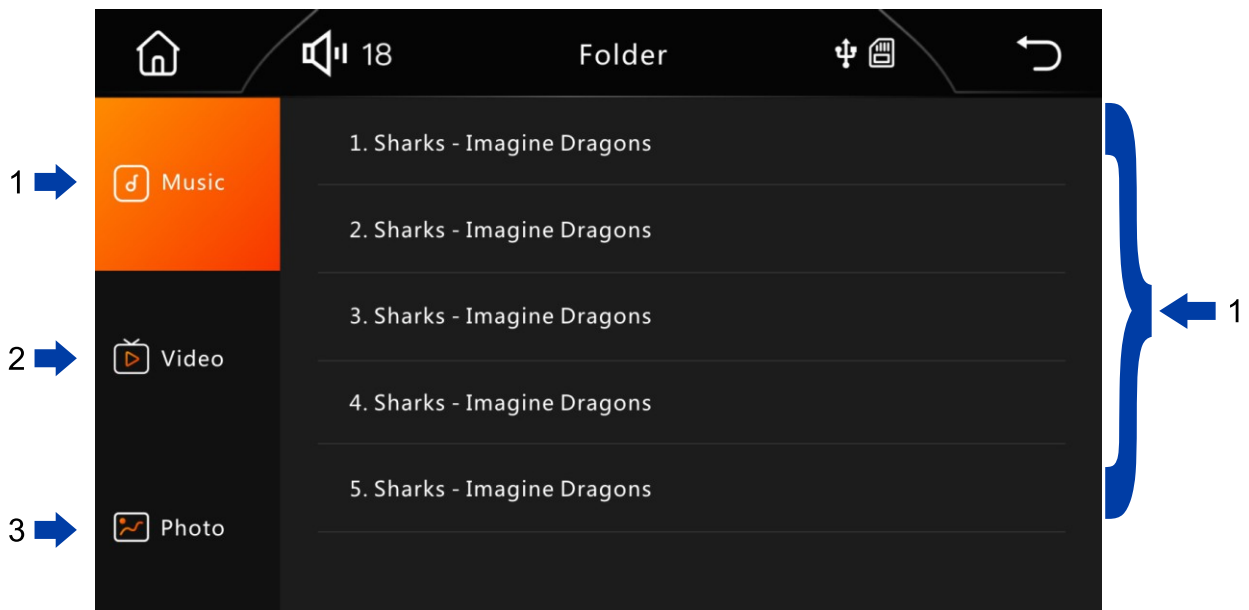 18 Folder
1. Sharks - Imagine Dragons
1 Music
2. Sharks - Imagine Dragons
3. Sharks - Imagine Dragons
1
2 Video
4. Sharks - Imagine Dragons
5. Sharks - Imagine Dragons
3 Photo